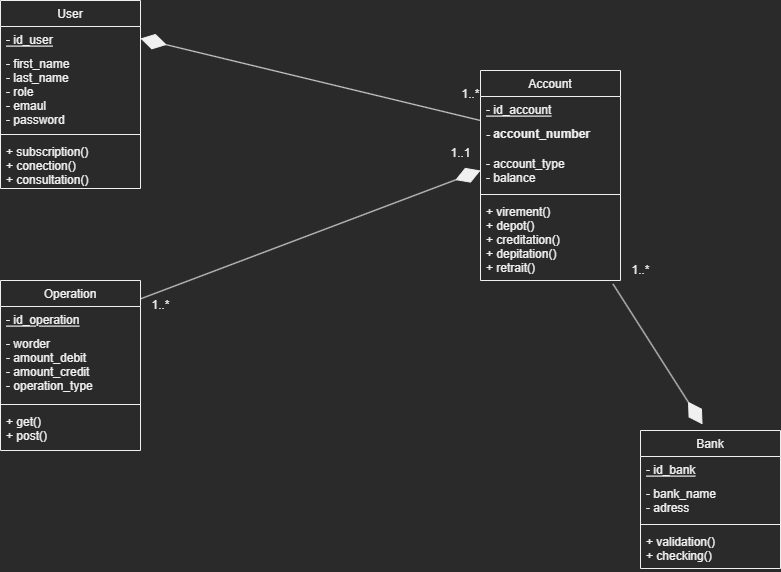 User
- id_user
- first_name
- last_name
- role
- emaul
- password
+ subscription()
+ conection()
+ consultation()
1..*
1..1
Account
- id_account
- account_number
- account_type
- balance
+ virement()
+ depot()
+ creditation()
+ depitation()
+ retrait()
1..*
1..*
Operation
- id_operation
- worder
- amount_debit
- amount_credit
- operation_type
+ get()
+ post()
Bank
- id_bank
- bank_name
- adress
+ validation()
+ checking()